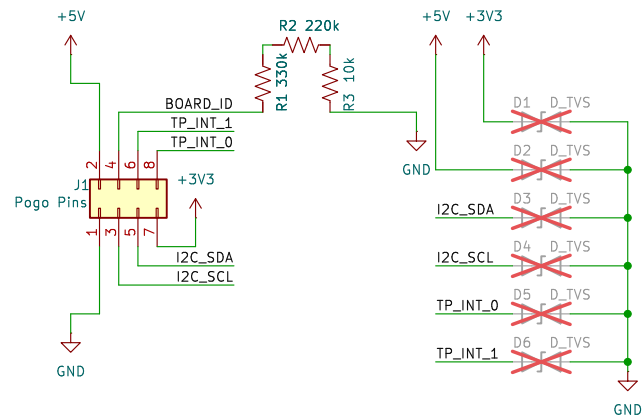 +5V
R2 220k
+5V
+3V3
R1 330k
R3 10k
BOARD_ID
TP_INT_1
TP_INT_0
2
4
6
8
J1
Pogo Pins
+3V3
1
3
5
7
I2C_SDA
I2C_SCL
GND
GND
D1 D_TVS
D2 D_TVS
I2C_SDA
D3 D_TVS
I2C_SCL
D4 D_TVS
TP_INT_0
D5 D_TVS
TP_INT_1
D6 D_TVS
GND